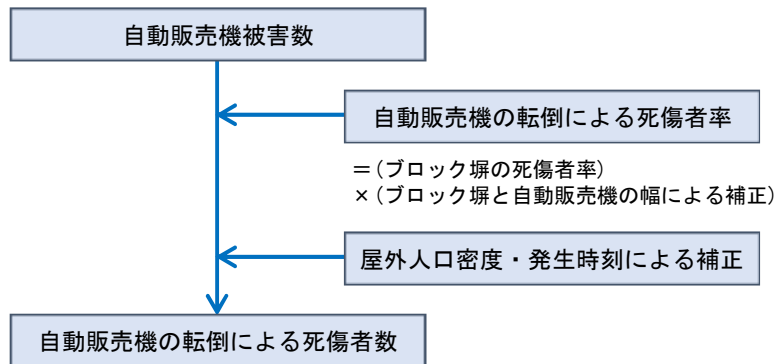 自動販売機被害数
自動販売機の転倒による死傷者率
＝(ブロック塀の死傷者率)
×(ブロック塀と自動販売機の幅による補正)
屋外人口密度・発生時刻による補正
自動販売機の転倒による死傷者数